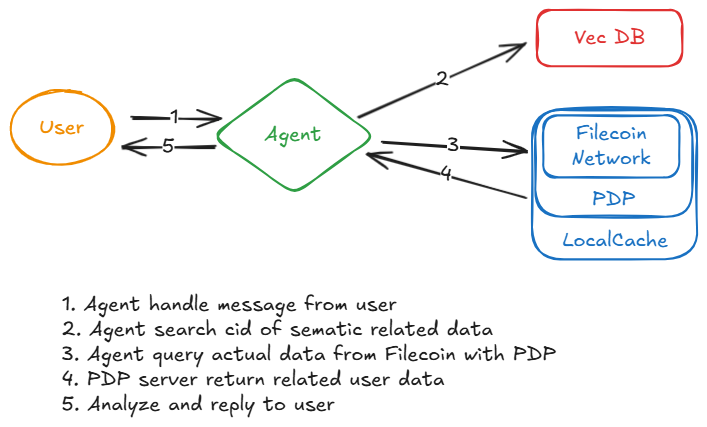 Vec DB
User
1
5
Agent
2
3
4
Filecoin
Network
PDP
LocalCache
1. Agent handle message from user
2. Agent search cid of sematic related data
3. Agent query actual data from Filecoin with PDP
4. PDP server return related user data
5. Analyze and reply to user